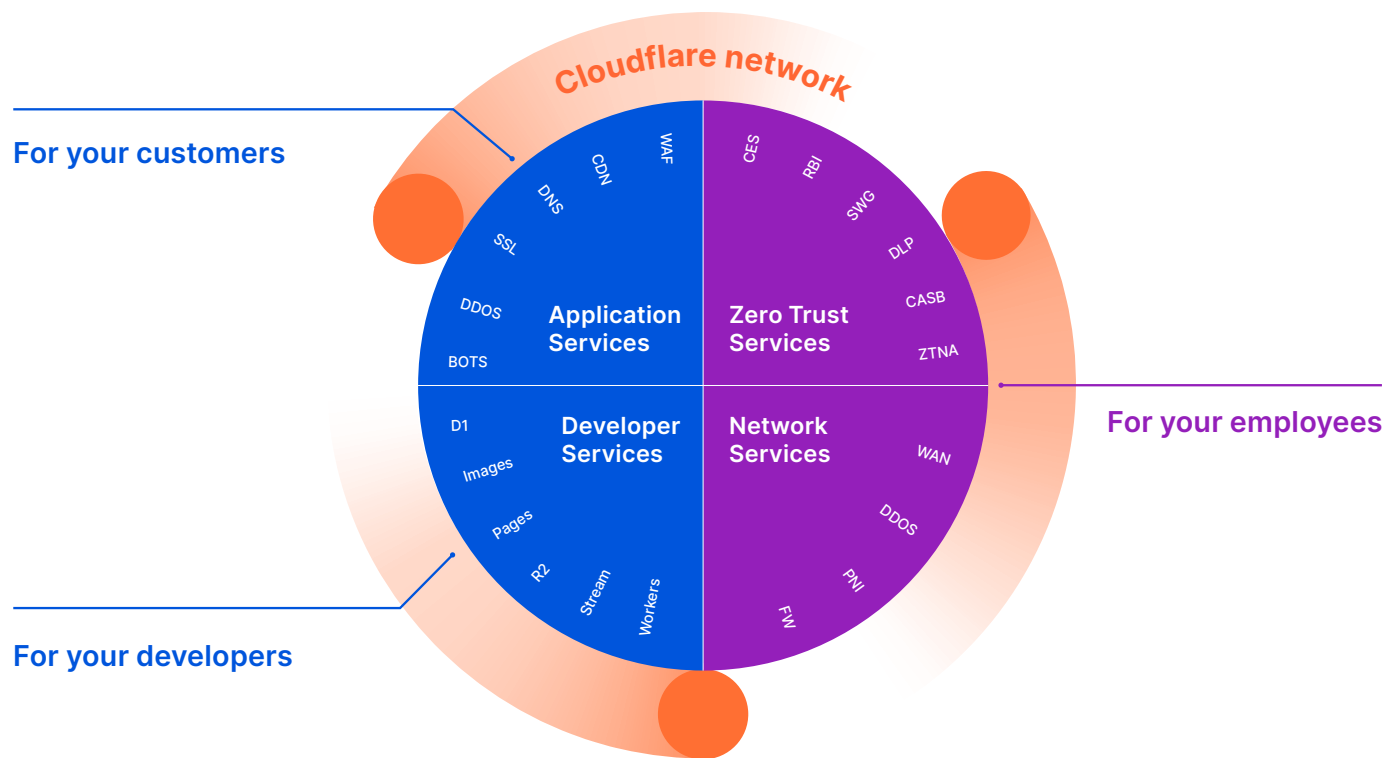 Cloudflare network
For your customers
WAF
CDN
DNS
SSL
DDOS
BOTS
Application
Services
CES
RBI
SWG
DLP
CASB
ZTNA
Zero Trust
Services
For your employees
D1
Images
Pages
R2
Stream
Workers
Developer
Services
Network
Services
WAN
DDOS
PNI
FW
For your developers